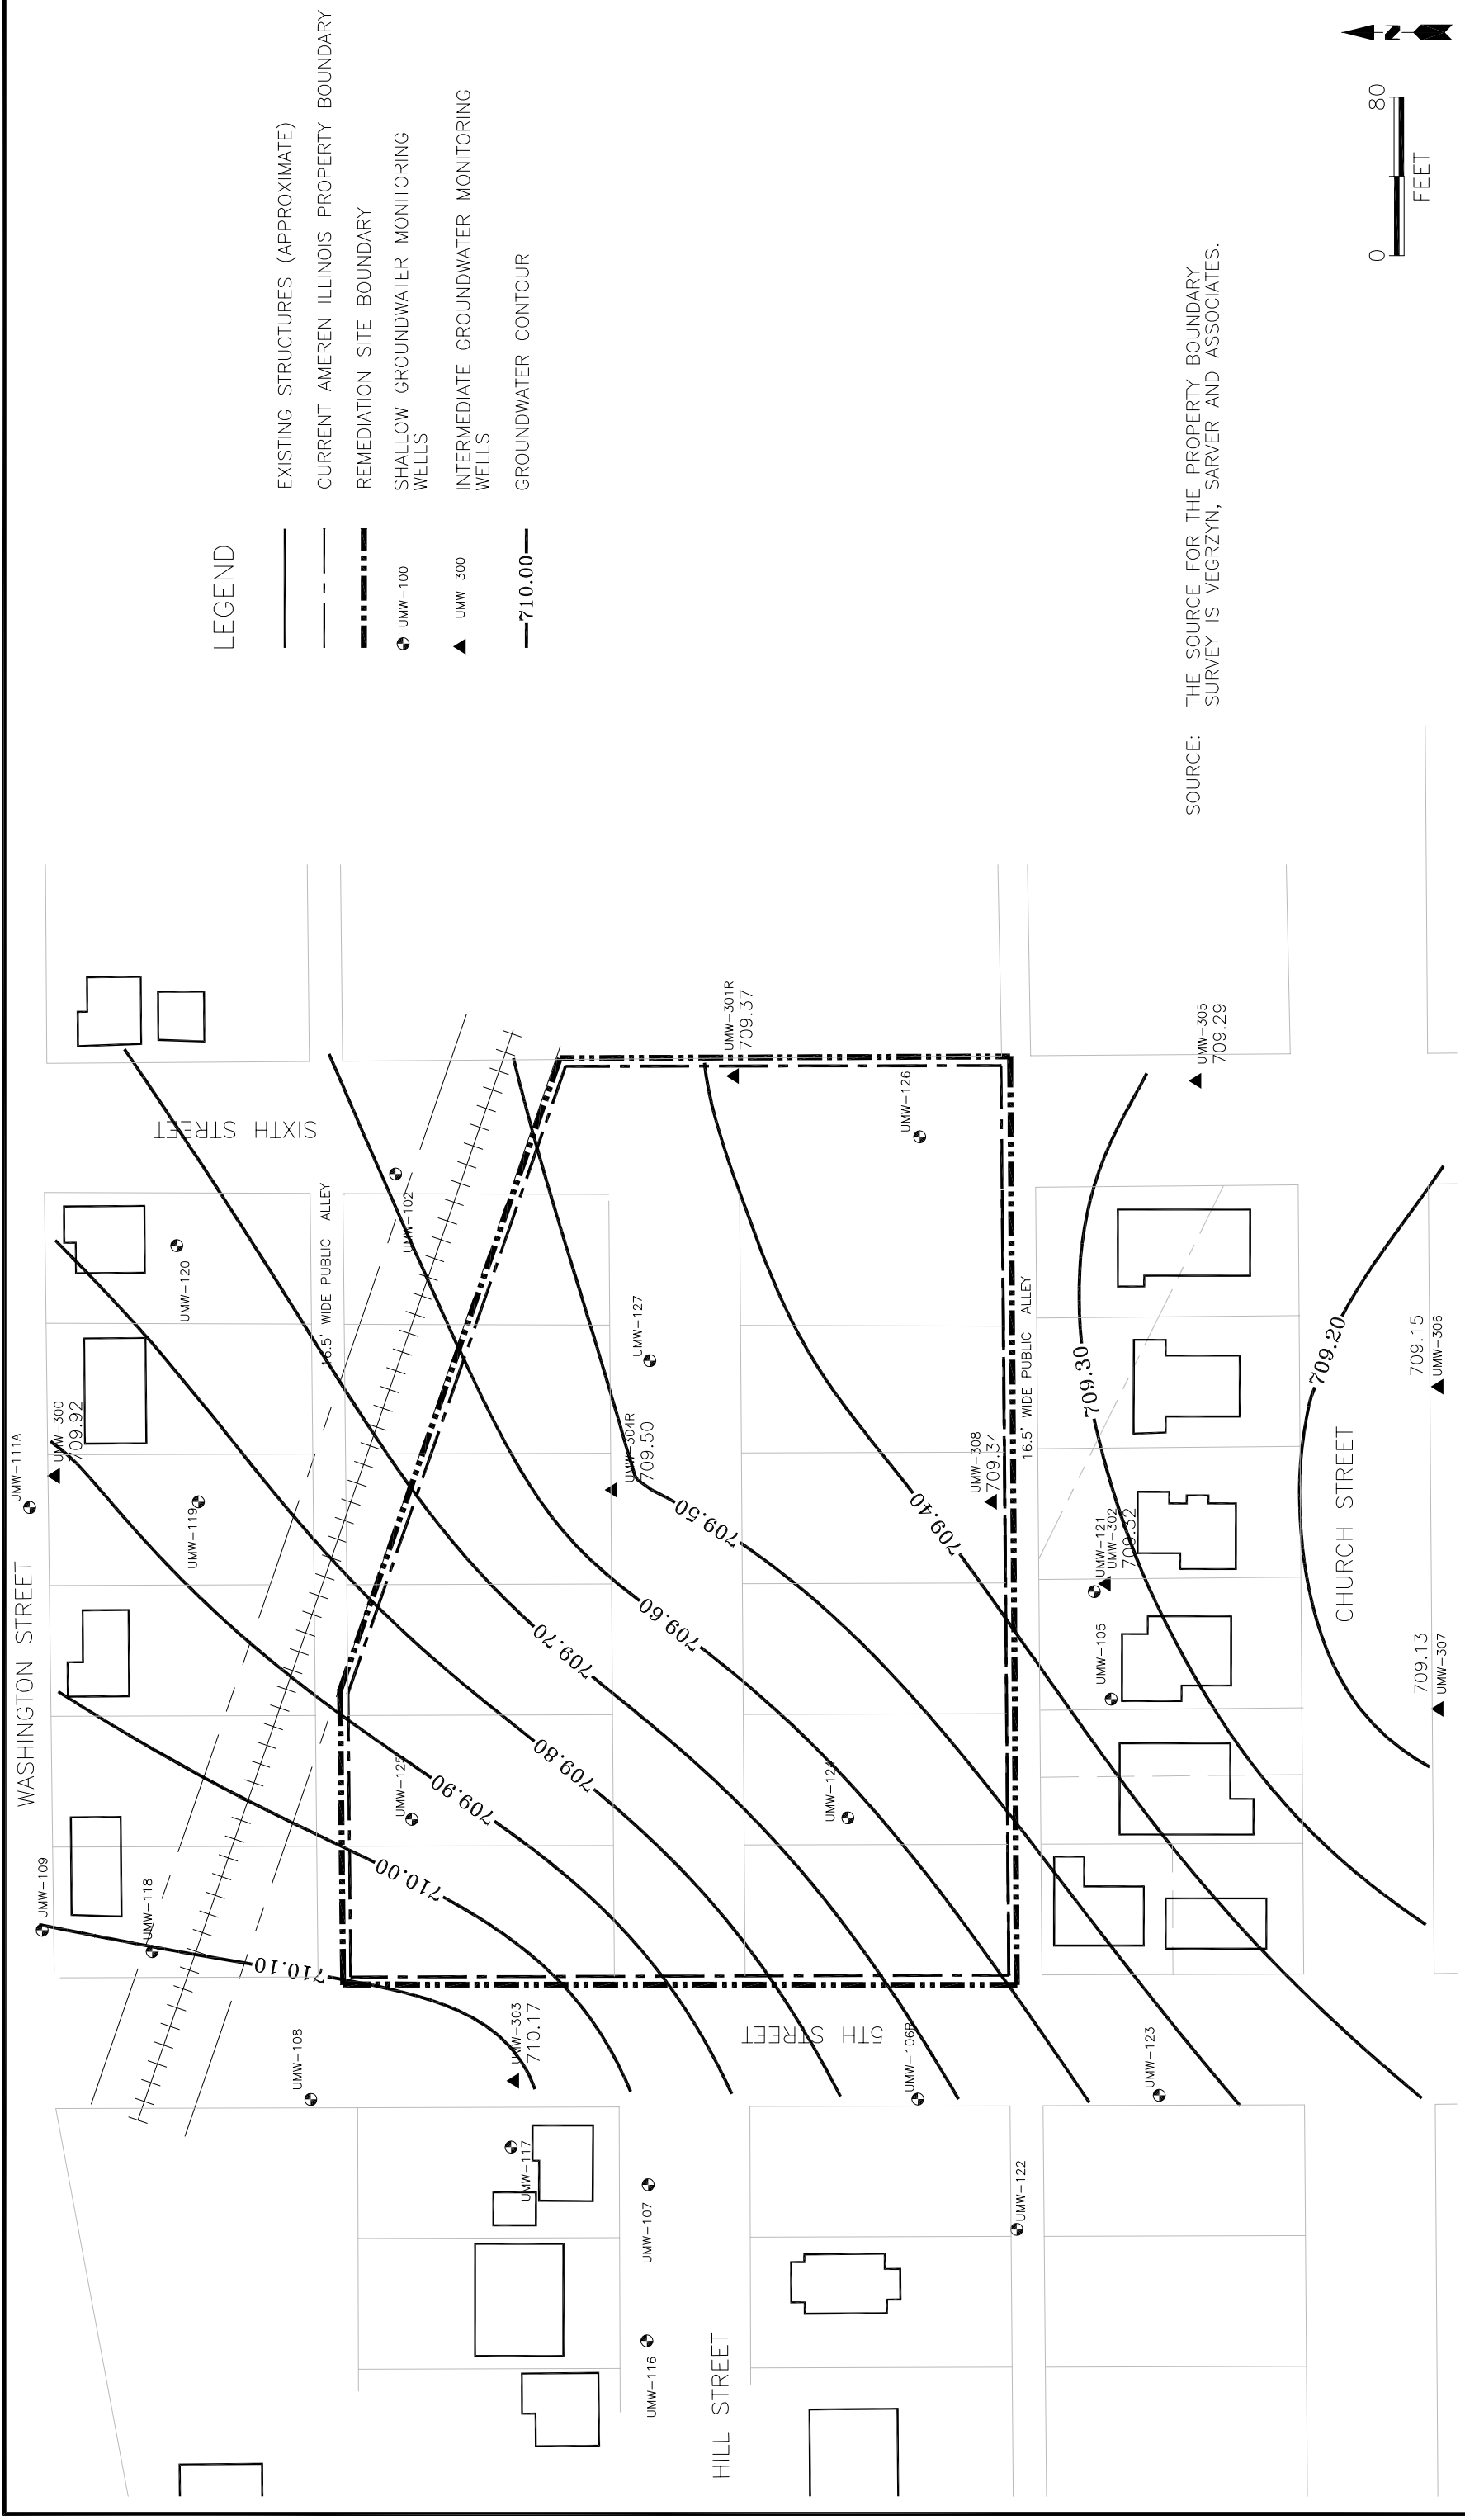 WASHINGTON STREET
UMW-109
UMW-111A
UMW-300
709.92
UMW-118
UMW-119
UMW-120
SIXTH STREET
710.10
16.5' WIDE PUBLIC ALLEY
UMW-108
UMW-102
UMW-125
710.00
709.90
709.80
709.70
UMW-303
710.17
UMW-117
UMW-304R
709.50
UMW-127
709.60
709.50
UMW-107
UMW-116
HILL STREET
UMW-301R
709.37
5TH STREET
UMW-124
UMW-106R
709.40
UMW-126
UMW-308
709.34
16.5' WIDE PUBLIC ALLEY
UMW-122
UMW-123
UMW-105
UMW-121
UMW-302
709.32
709.30
UMW-305
709.29
709.20
CHURCH STREET
709.13
UMW-307
709.15
UMW-306
LEGEND
EXISTING STRUCTURES (APPROXIMATE)
CURRENT AMEREN ILLINOIS PROPERTY BOUNDARY
REMEDIATION SITE BOUNDARY
UMW-100
SHALLOW GROUNDWATER MONITORING
WELLS
UMW-300
INTERMEDIATE GROUNDWATER MONITORING
WELLS
710.00
GROUNDWATER CONTOUR
SOURCE: THE SOURCE FOR THE PROPERTY BOUNDARY
SURVEY IS VEGRZYN, SARVER AND ASSOCIATES.
N
0 80
FEET